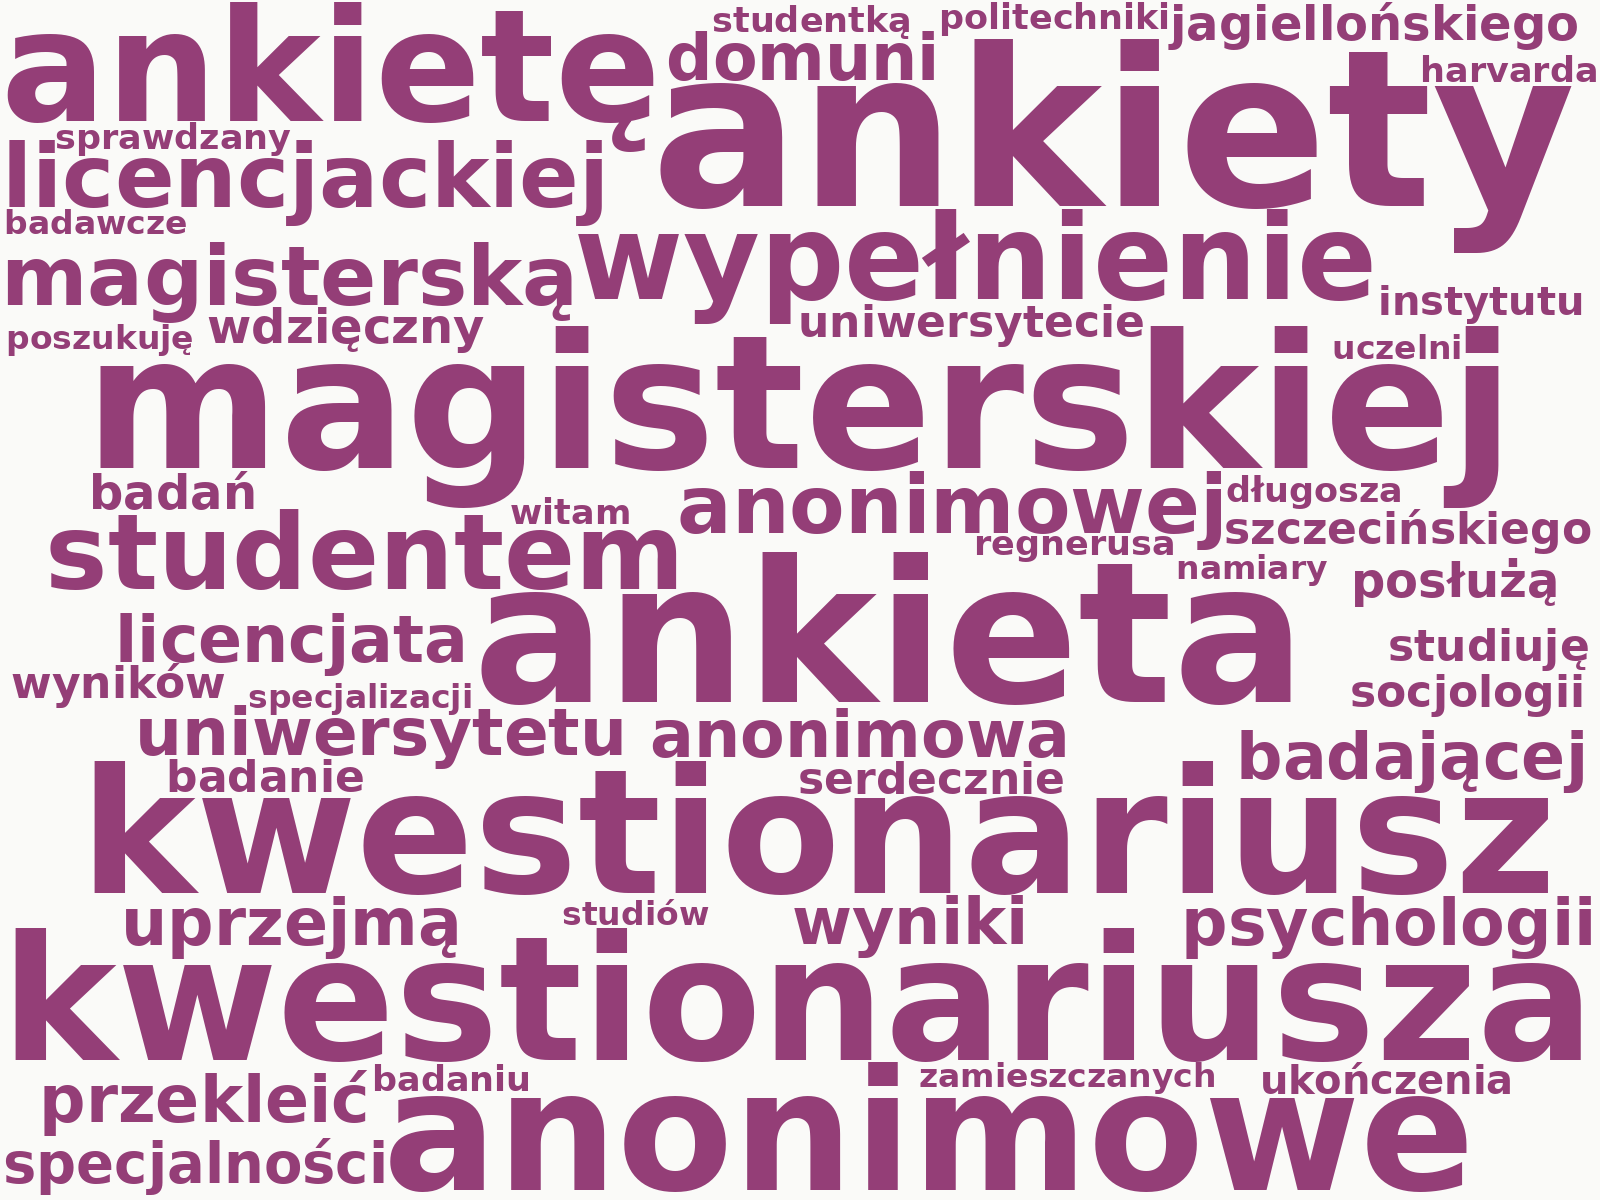 studentką politechniki jagiellońskiego
ankietę domuni ankiety harvarda
sprawdzany
licencjackiej
badawcze
magisterską wypełnienie instytutu
poszukuję wdzięczny uniwersytecie uczelni
magisterskiej
badań witam anonimowej długosza
studentem regnerusa szczecińskiego
ankieta namiary posłużą
licencjata studiuję
wyników specjalizacji socjologii
uniwersytetu anonimowa badającej
badanie serdecznie
kwestionariusz
uprzejmą studiów wyniki psychologii
kwestionariusza
przekleić badaniu zamieszczanych ukończenia
specjalności anonimowe